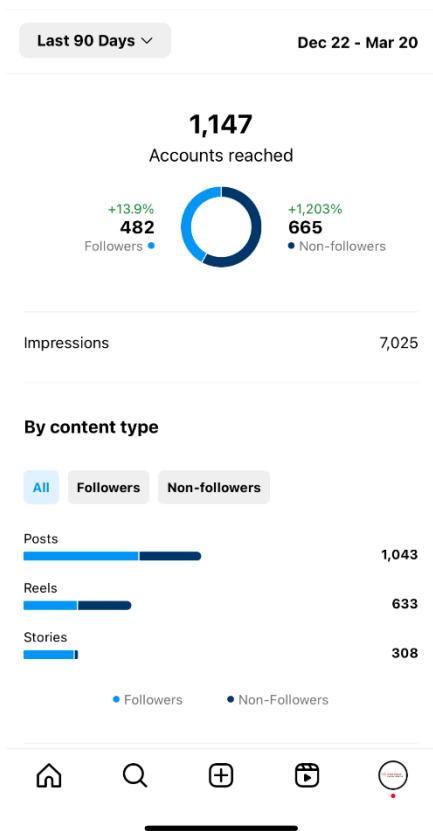 Last 90 Days
Dec 22 - Mar 20
1,147
Accounts reached
+13.9%
482
Followers
+1,203%
665
Non-followers
Impressions 7,025
By content type
All Followers Non-followers
Posts
1,043
Reels
633
Stories
308
Followers Non-Followers